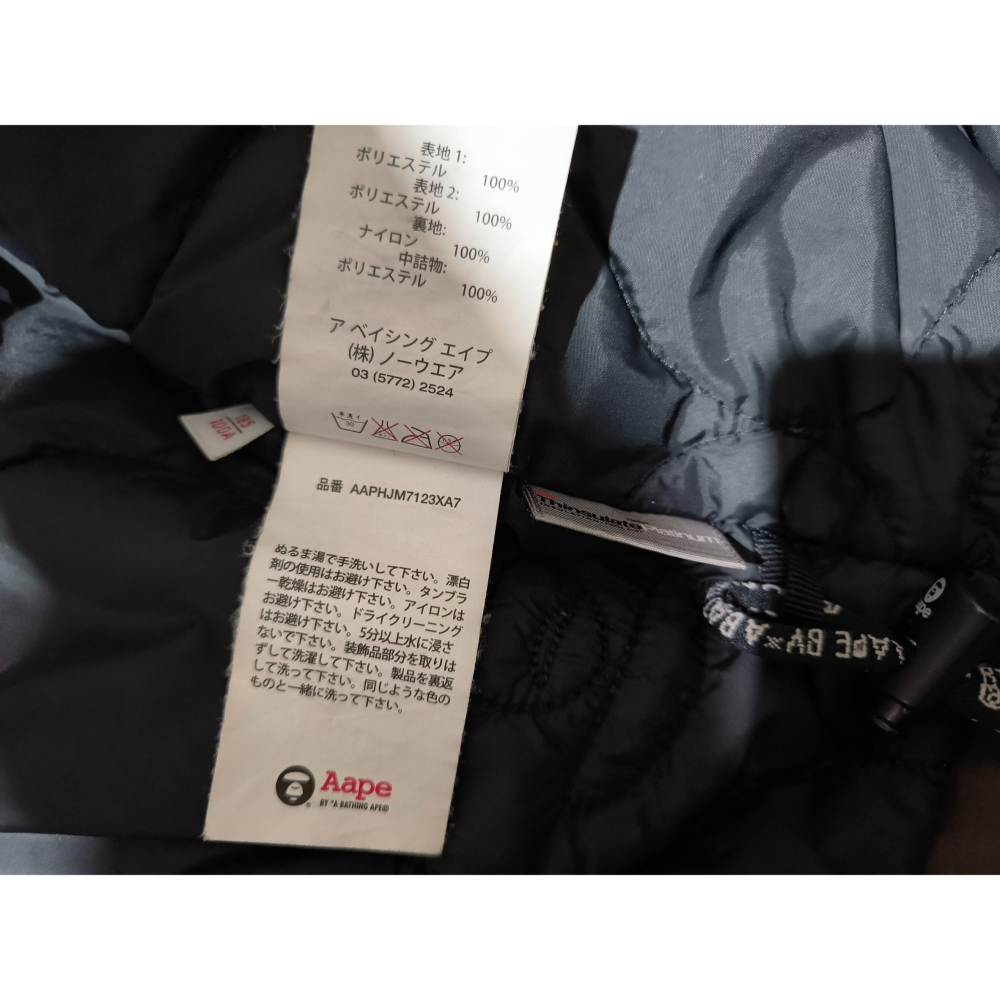 表地 1:
ポリエステル 100%
表地 2:
ポリエステル 100%
裏地:
ナイロン 100%
中詰物:
ポリエステル 100%
ア ベイシング エイプ
(株) ノーウエア
03 (5772) 2524
手洗イ
30
165
100A
品番 AAPHJM7123XA7
Thinsulate Platinum
ぬるま湯で手洗いして下さい。漂白
剤の使用はお避け下さい。タンブラ
ー乾燥はお避け下さい。アイロンは
お避け下さい。ドライクリーニング
はお避け下さい。5分以上水に浸さ
ないで下さい。装飾品部分を取りは
ずして洗濯して下さい。製品を裏返
して洗って下さい。同じような色の
ものと一緒に洗って下さい。
AAPE BY *A BA
Aape
BY *A BATHING APE®